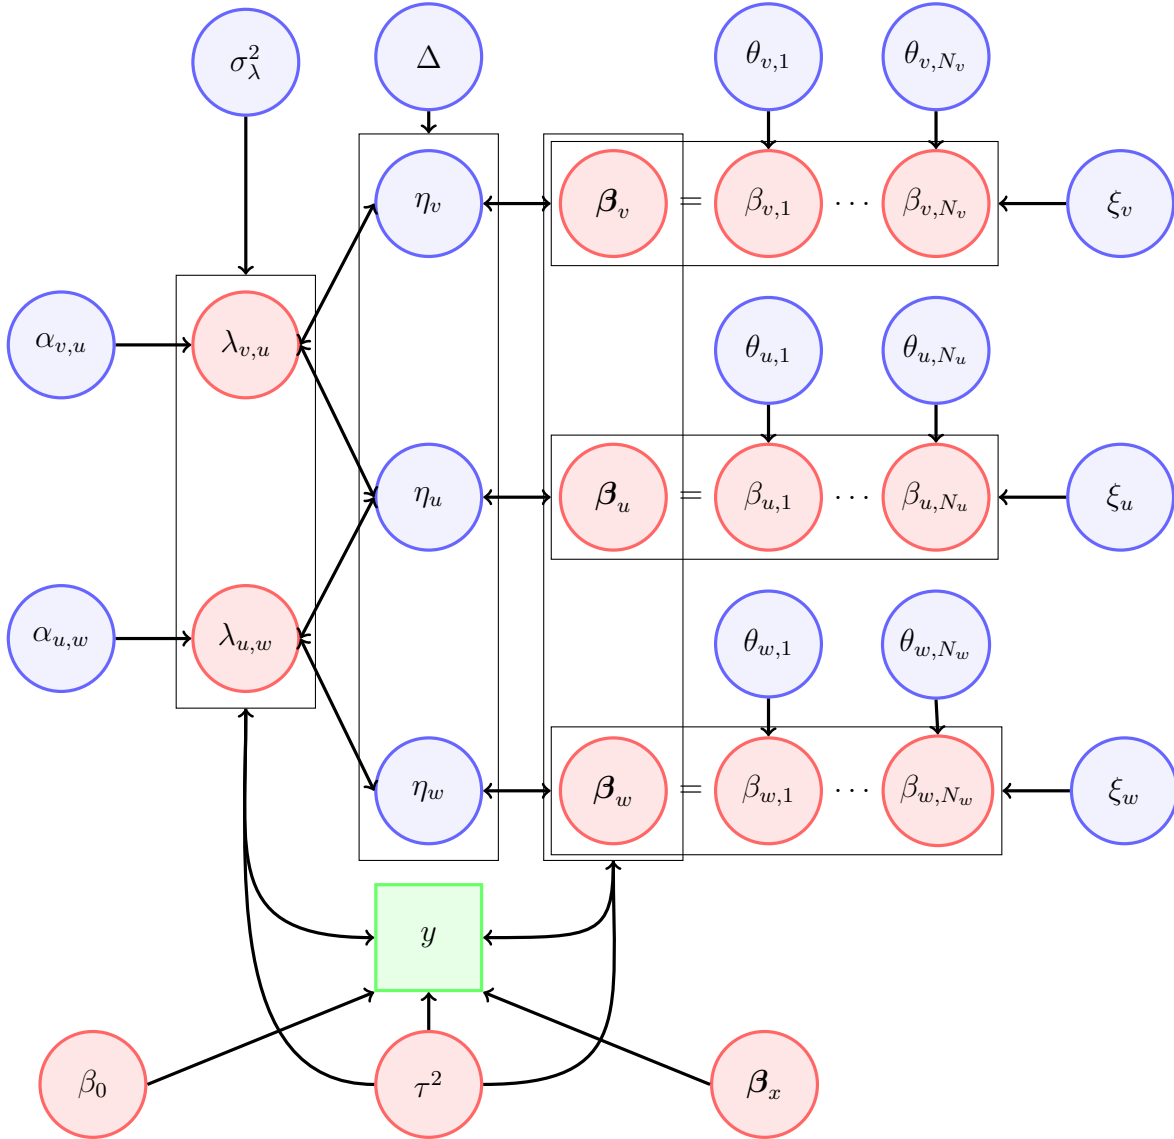 σ²_λ Δ θ_{v,1} θ_{v,N_v}
η_v 𝜷_v = β_{v,1} ⋯ β_{v,N_v} ξ_v
α_{v,u} λ_{v,u} θ_{u,1} θ_{u,N_u}
η_u 𝜷_u = β_{u,1} ⋯ β_{u,N_u} ξ_u
α_{u,w} λ_{u,w} θ_{w,1} θ_{w,N_w}
η_w 𝜷_w = β_{w,1} ⋯ β_{w,N_w} ξ_w
y
β_0 τ² 𝜷_x